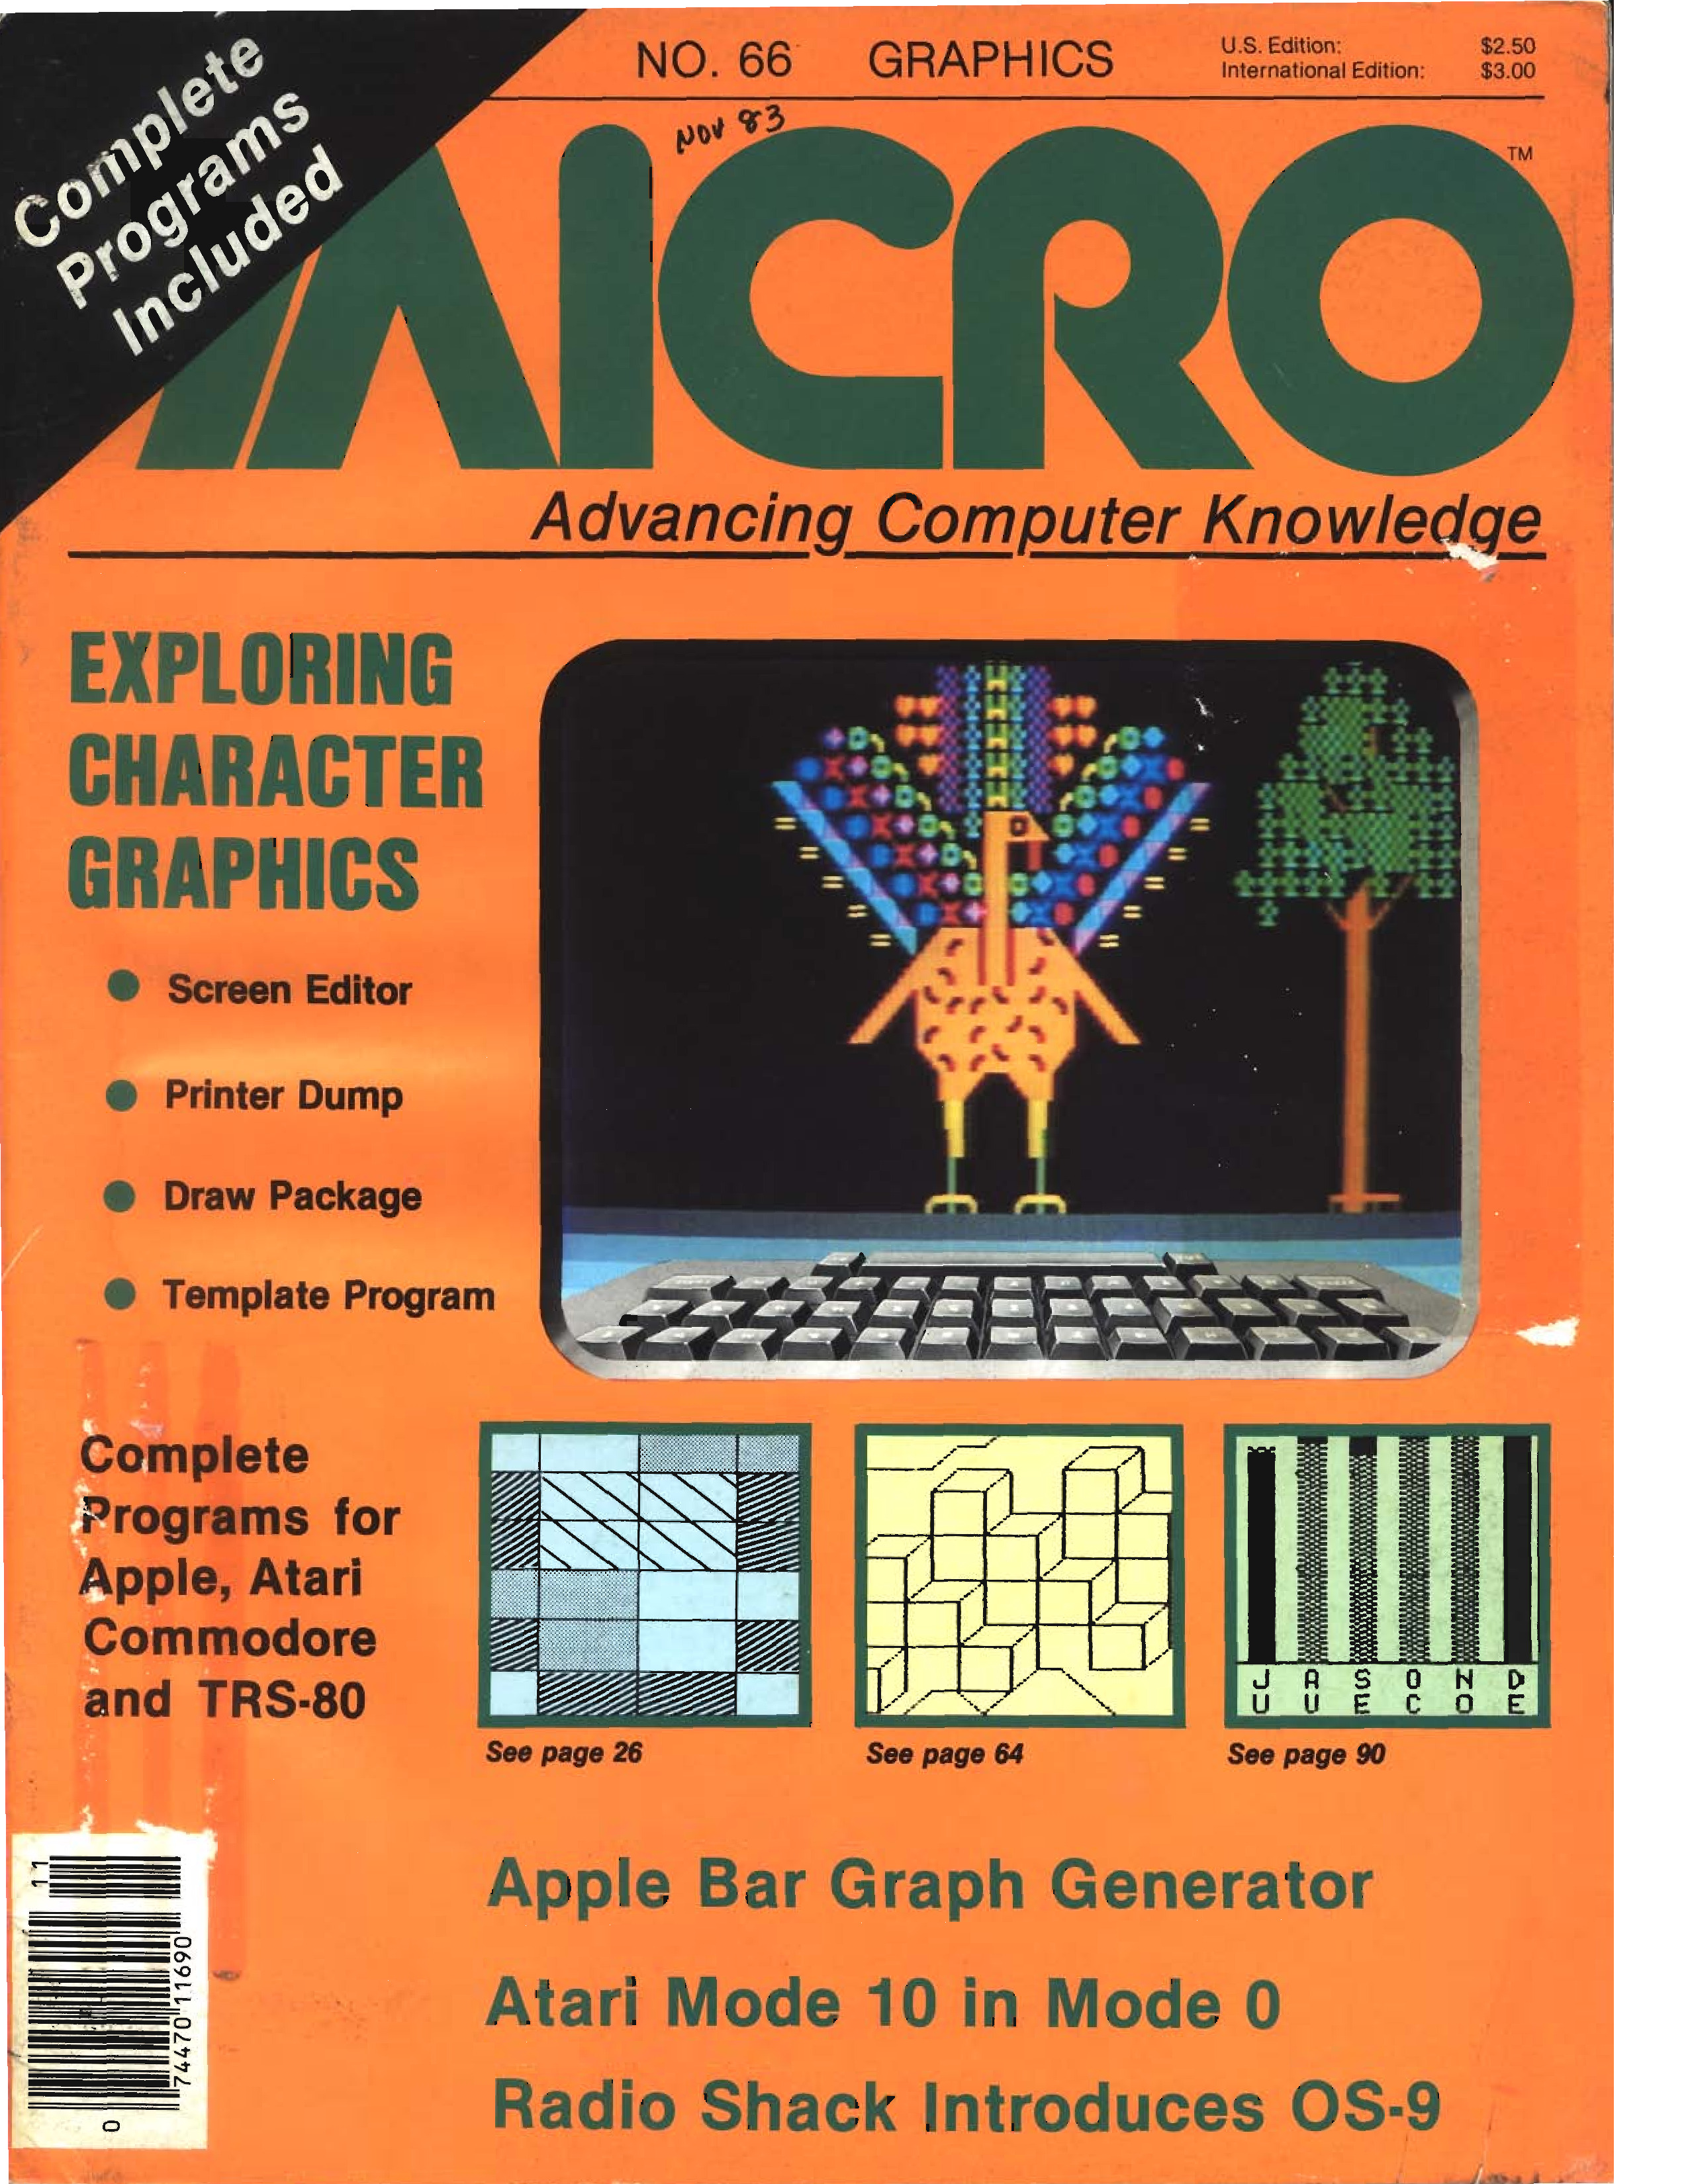 Complete
Programs
Included
NO. 66 GRAPHICS
U.S. Edition: $2.50
International Edition: $3.00
NOV 83
MICRO™
Advancing Computer Knowledge
EXPLORING
CHARACTER
GRAPHICS
● Screen Editor
● Printer Dump
● Draw Package
● Template Program
Complete
Programs for
Apple, Atari
Commodore
and TRS-80
J A S O N D
U U E C O E
See page 26
See page 64
See page 90
Apple Bar Graph Generator
Atari Mode 10 in Mode 0
Radio Shack Introduces OS-9
11
0 74470 11690